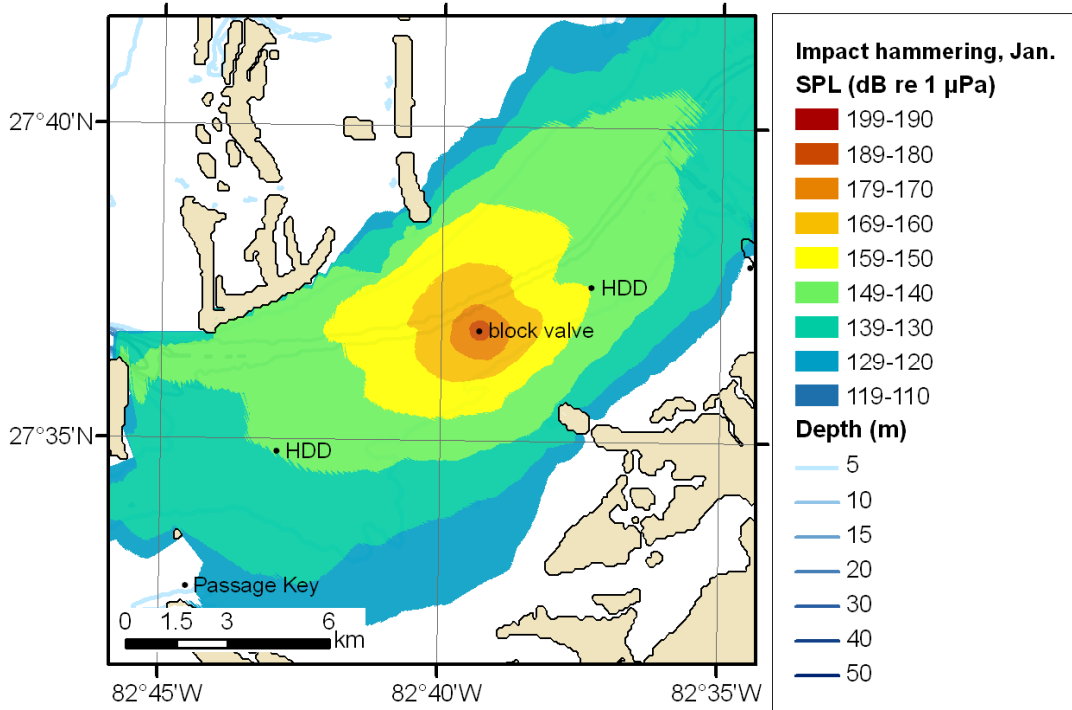 27°40'N
27°35'N
82°45'W
82°40'W
82°35'W
HDD
block valve
HDD
Passage Key
0 1.5 3 6
km
Impact hammering, Jan.
SPL (dB re 1 µPa)
199-190
189-180
179-170
169-160
159-150
149-140
139-130
129-120
119-110
Depth (m)
5
10
15
20
30
40
50